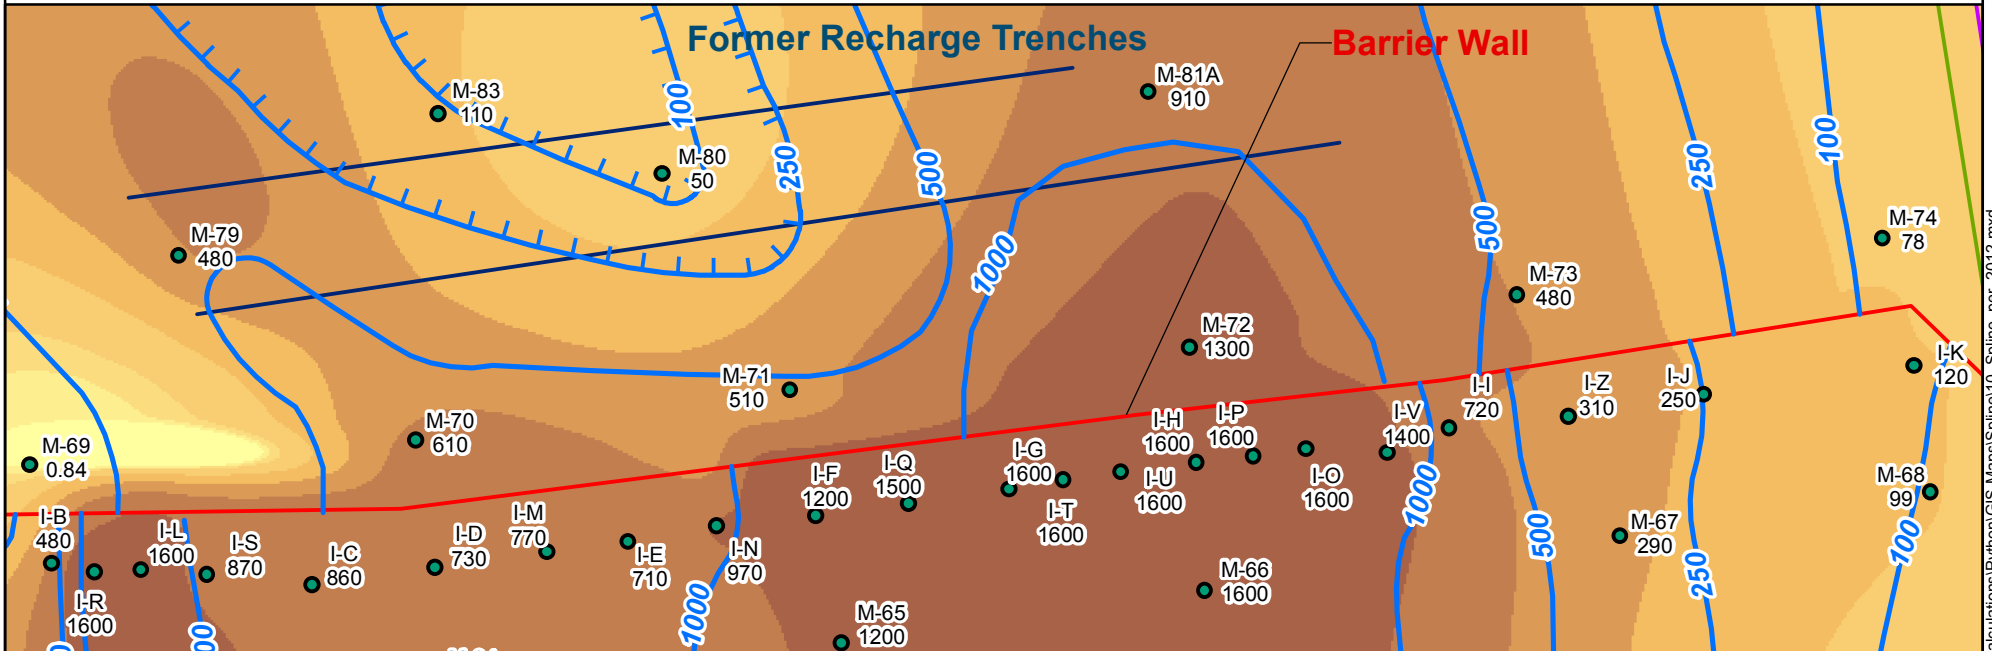 Former Recharge Trenches
Barrier Wall
M-83
110
M-80
50
M-81A
910
100
250
500
250
100
M-79
480
1000
500
M-74
78
M-73
480
M-72
1300
M-71
510
M-70
610
M-69
0.84
I-K
120
I-J
250
I-Z
310
I-I
720
I-V
1400
I-P
1600
I-H
1600
I-G
1600
I-Q
1500
I-F
1200
I-U
1600
I-O
1600
I-T
1600
M-68
99
M-67
290
I-B
480
I-L
1600
I-S
870
I-C
860
I-D
730
I-M
770
I-E
710
I-N
970
I-R
1600
M-66
1600
M-65
1200
1000
1000
500
250
100